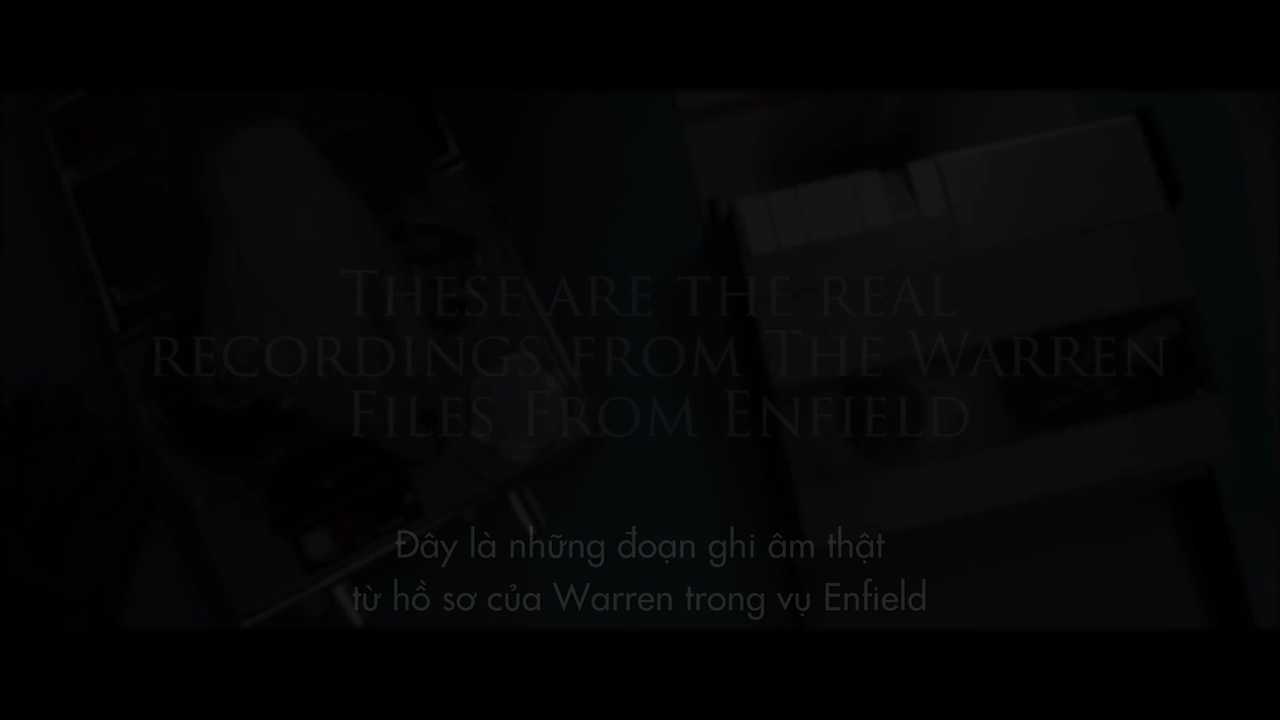 These are the real
recordings from The Warren
Files From Enfield
Đây là những đoạn ghi âm thật
từ hồ sơ của Warren trong vụ Enfield